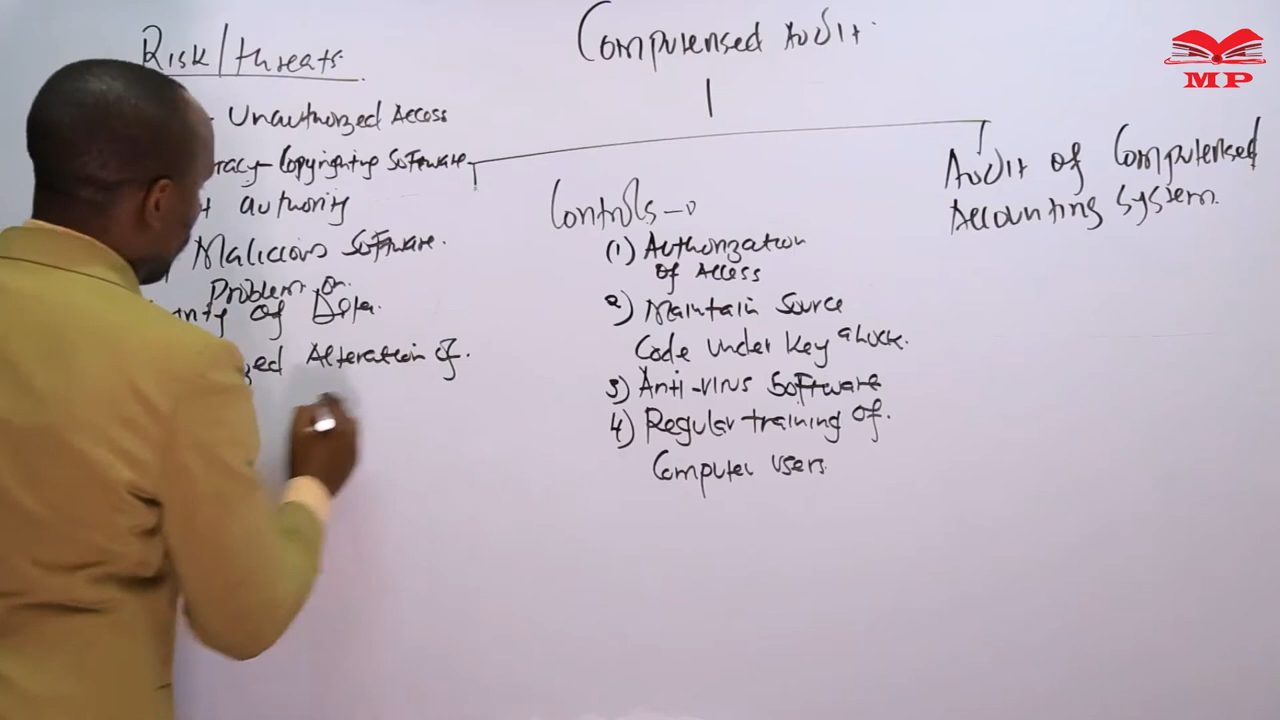 Computerised Audit.
MP
Risk/threats.
- Unauthorized Access
Copyrighting Software
authority
Malicious Software.
Problem on.
of Data.
Alteration of.
Controls
(1) Authorization
of Access
2) Maintain source
Code under key & Lock.
3) Anti-virus Software
4) Regular training of.
Computer users.
Audit of Computerised
Accounting System.